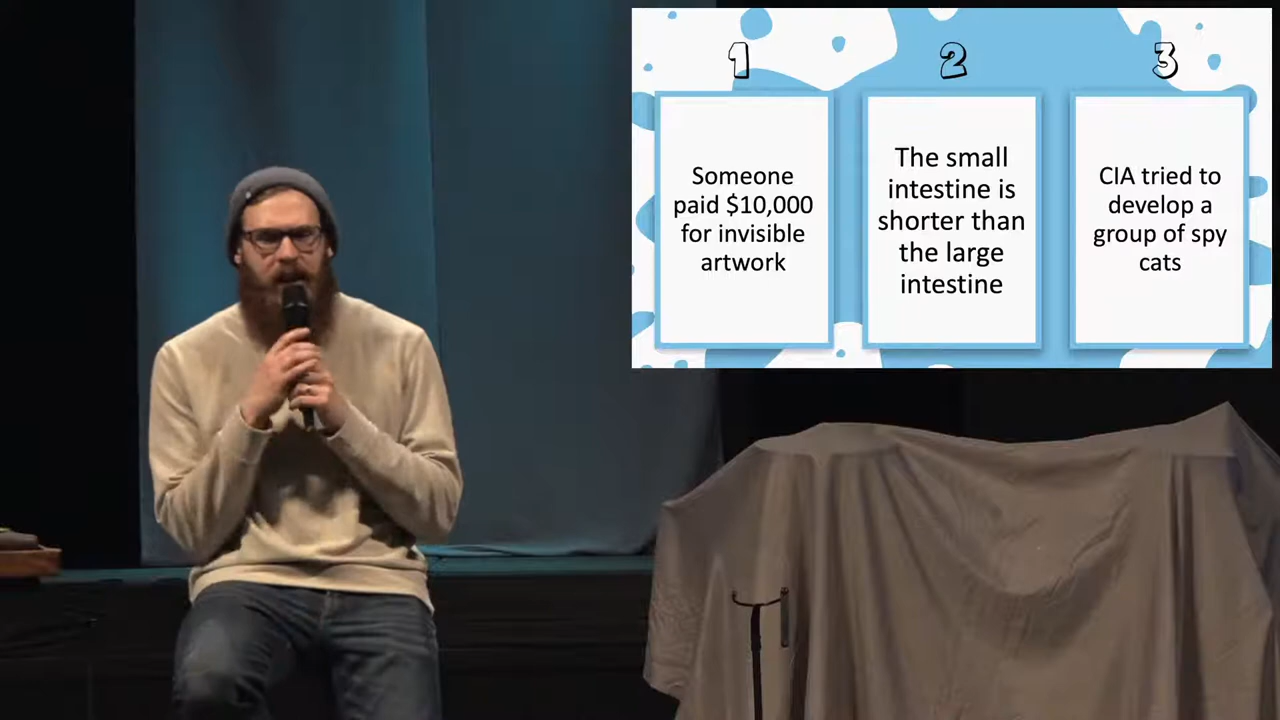 1
2
3
Someone
paid $10,000
for invisible
artwork
The small
intestine is
shorter than
the large
intestine
CIA tried to
develop a
group of spy
cats